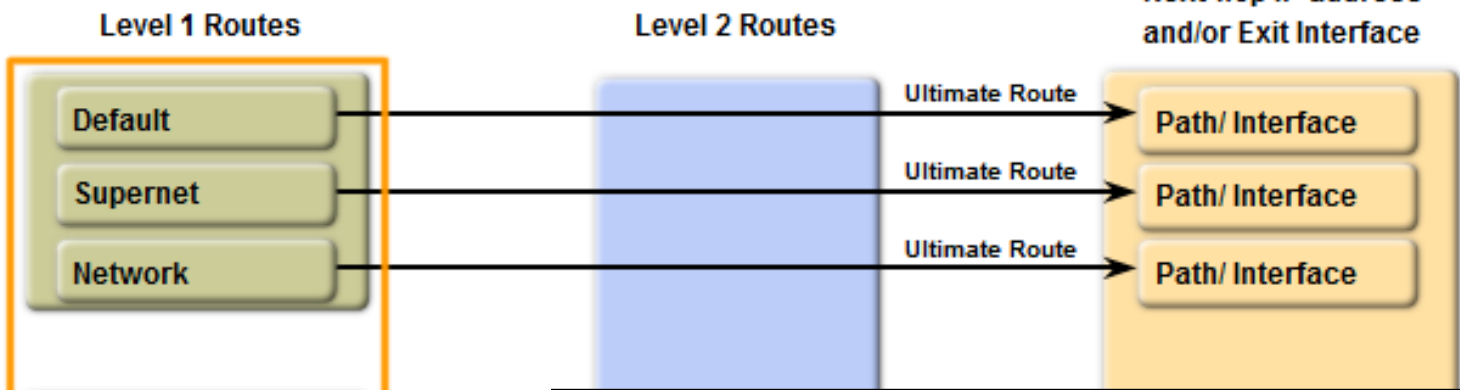 Level 1 Routes
Level 2 Routes
and/or Exit Interface
Default
Ultimate Route
Path/ Interface
Supernet
Ultimate Route
Path/ Interface
Network
Ultimate Route
Path/ Interface